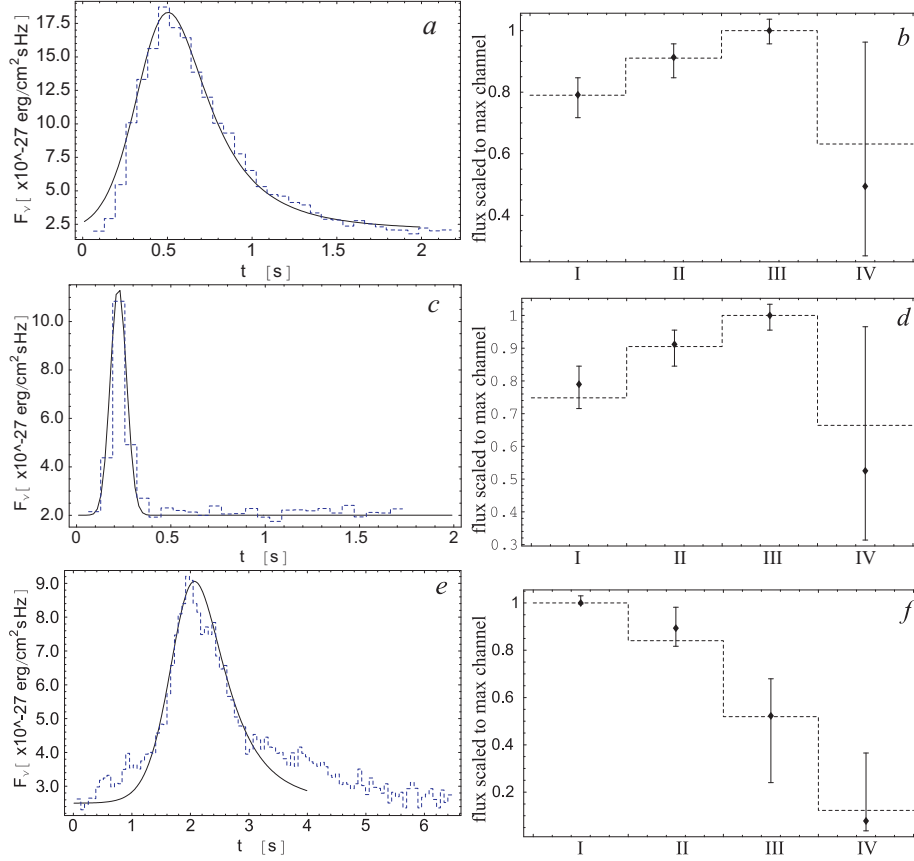 a
F_ν [ x10^-27 erg/cm²sHz]
17.5
15.0
12.5
10.0
7.5
5.0
2.5
0
0.5
1
1.5
2
t [s]
b
flux scaled to max channel
1
0.8
0.6
0.4
I II III IV
c
F_ν [ x10^-27 erg/cm²sHz]
10.0
8.0
6.0
4.0
2.0
0
0.5
1
1.5
2
t [s]
d
flux scaled to max channel
1
0.9
0.8
0.7
0.6
0.5
0.4
0.3
I II III IV
e
F_ν [ x10^-27 erg/cm²sHz]
9.0
8.0
7.0
6.0
5.0
4.0
3.0
0 1 2 3 4 5 6
t [s]
f
flux scaled to max channel
1
0.8
0.6
0.4
0.2
0
I II III IV